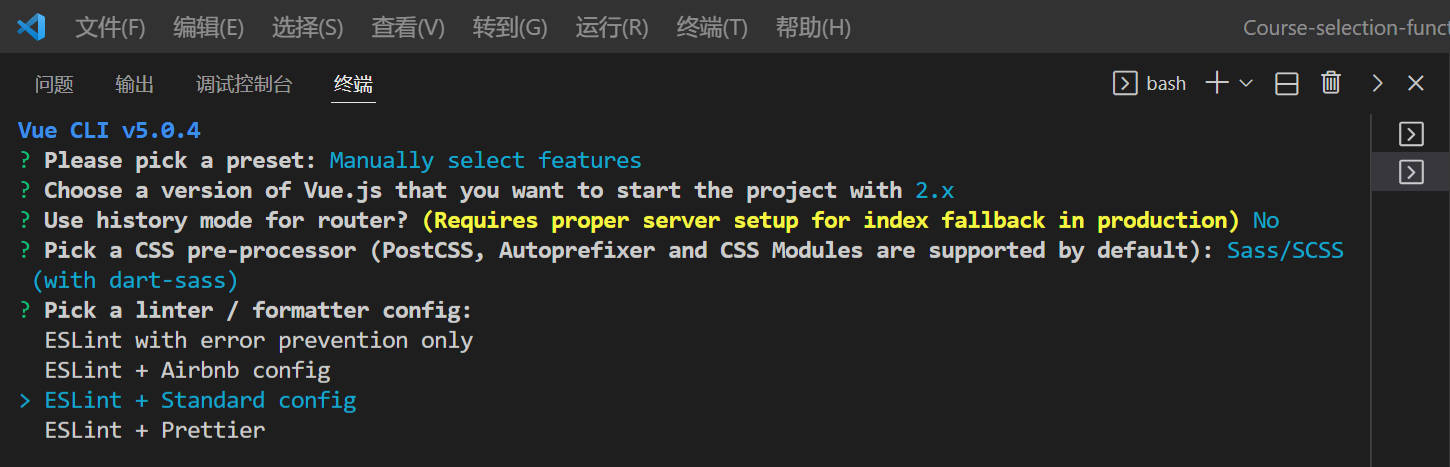 文件(F) 编辑(E) 选择(S) 查看(V) 转到(G) 运行(R) 终端(T) 帮助(H) Course-selection-funct
问题 输出 调试控制台 终端 bash
Vue CLI v5.0.4
? Please pick a preset: Manually select features
? Choose a version of Vue.js that you want to start the project with 2.x
? Use history mode for router? (Requires proper server setup for index fallback in production) No
? Pick a CSS pre-processor (PostCSS, Autoprefixer and CSS Modules are supported by default): Sass/SCSS
(with dart-sass)
? Pick a linter / formatter config:
ESLint with error prevention only
ESLint + Airbnb config
> ESLint + Standard config
ESLint + Prettier